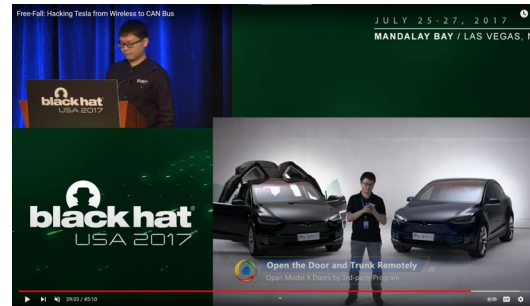 Free-Fall: Hacking Tesla from Wireless to CAN Bus
JULY 25-27, 2017
MANDALAY BAY / LAS VEGAS, N
black hat
USA 2017
black hat
USA 2017
Open the Door and Trunk Remotely
Open Model X Doors by 3rd-party Program
39:03 / 45:10